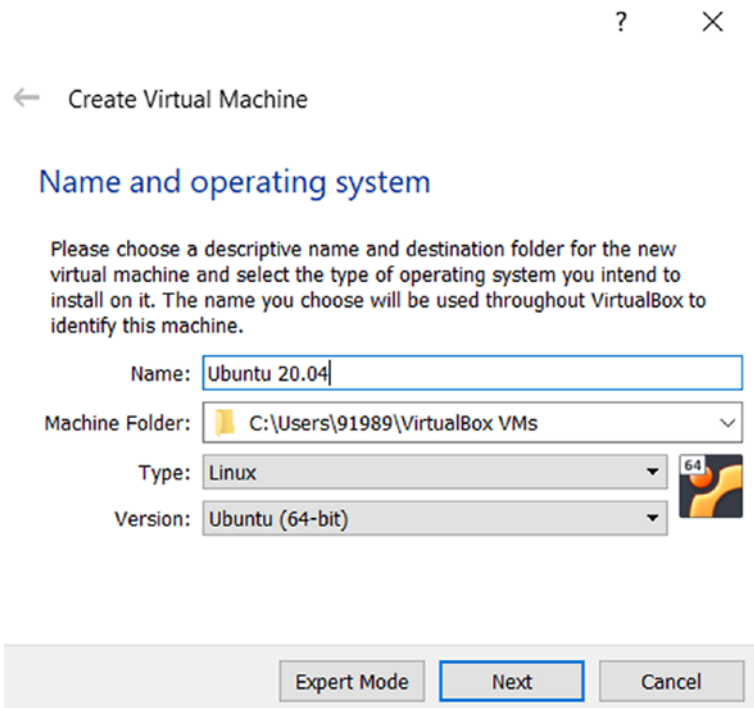 ?
Create Virtual Machine
Name and operating system
Please choose a descriptive name and destination folder for the new
virtual machine and select the type of operating system you intend to
install on it. The name you choose will be used throughout VirtualBox to
identify this machine.
Name: Ubuntu 20.04
Machine Folder: C:\Users\91989\VirtualBox VMs
Type: Linux
64
Version: Ubuntu (64-bit)
Expert Mode Next Cancel